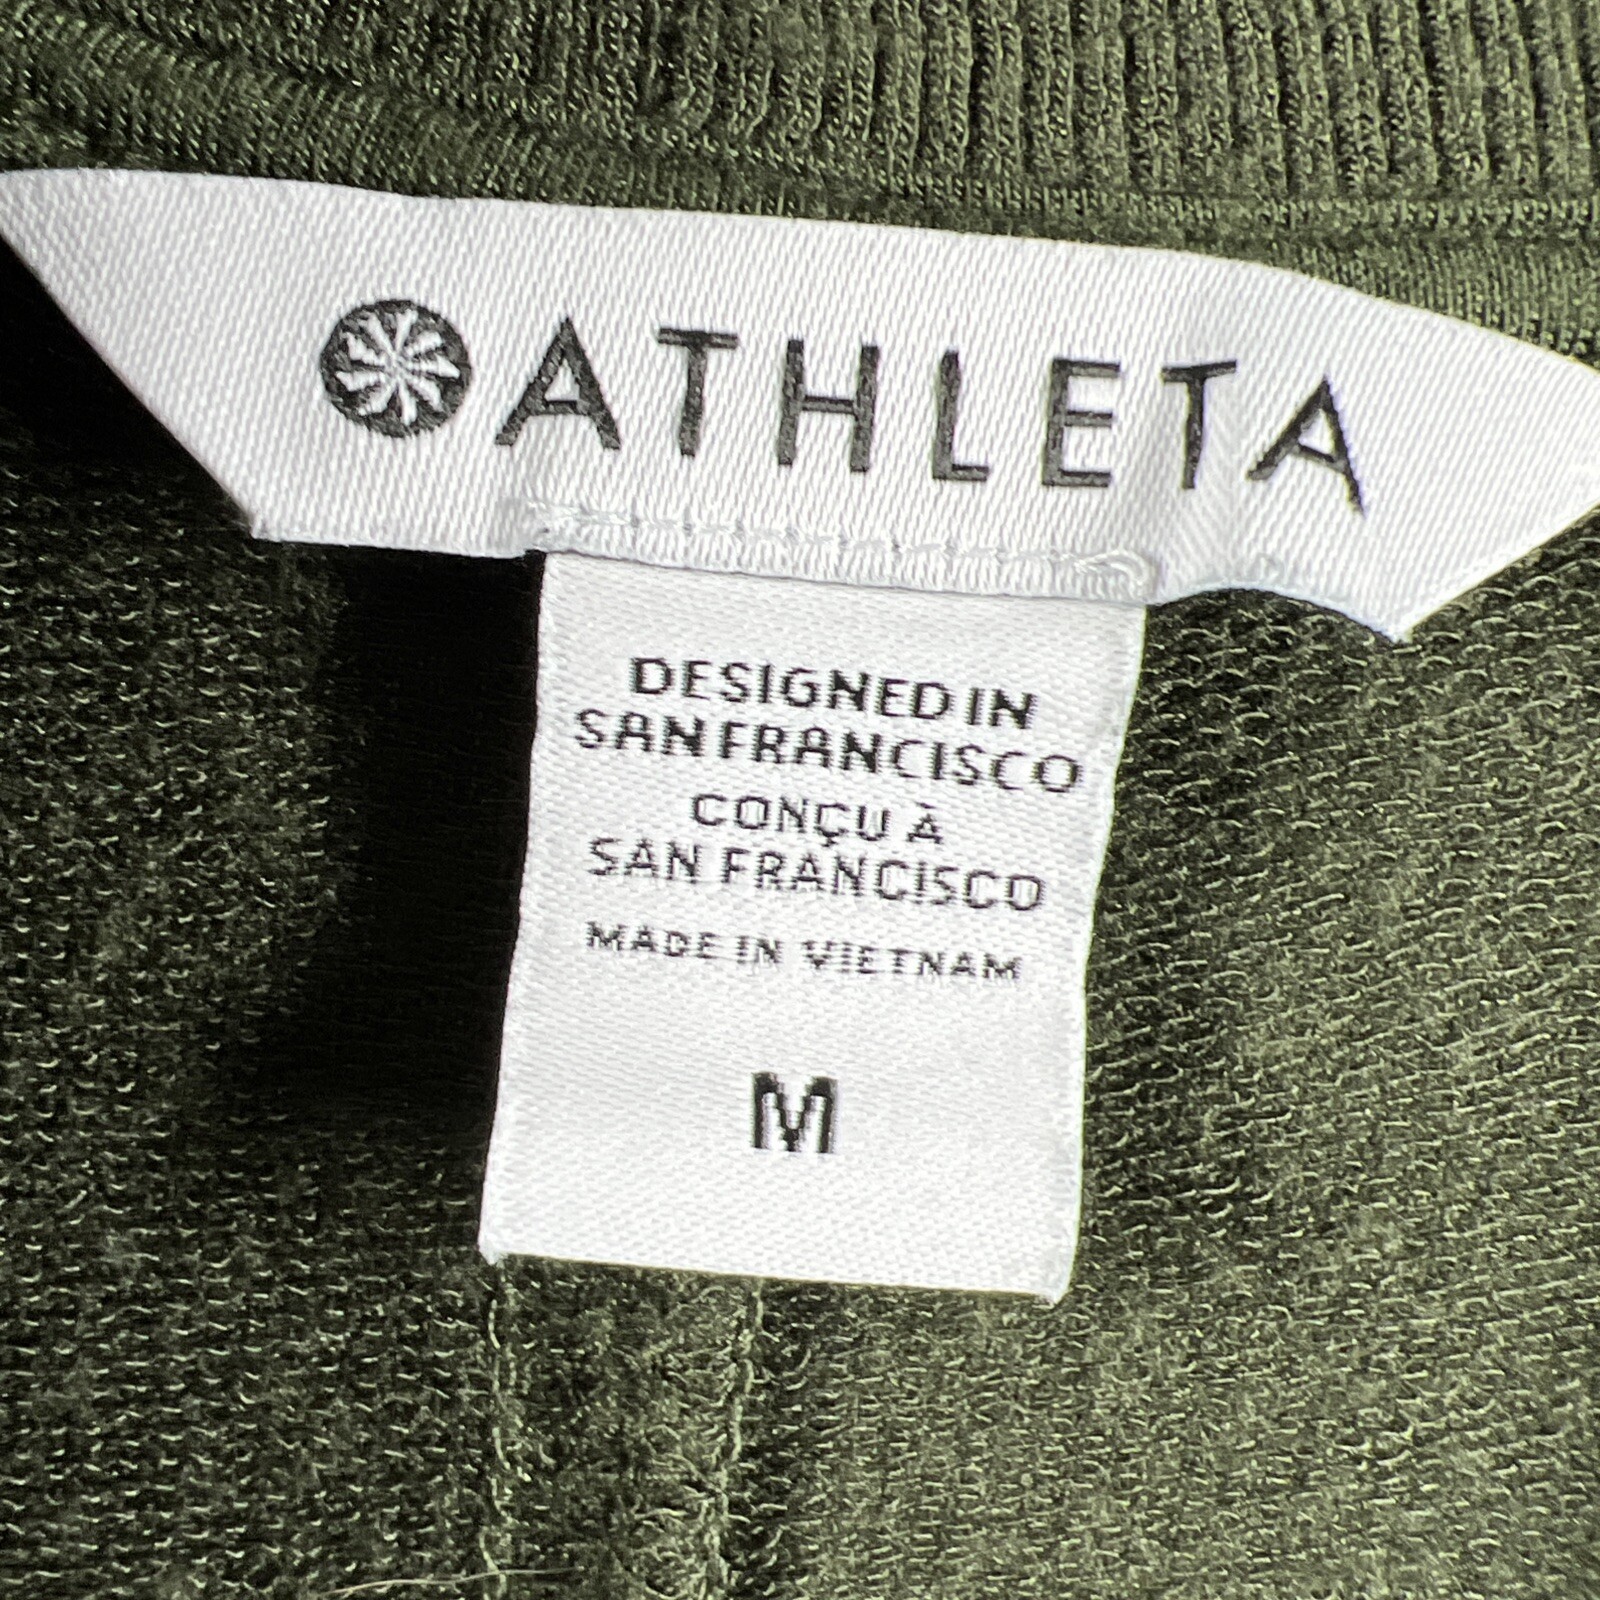 ATHLETA
DESIGNED IN
SAN FRANCISCO
CONÇU À
SAN FRANCISCO
MADE IN VIETNAM
M